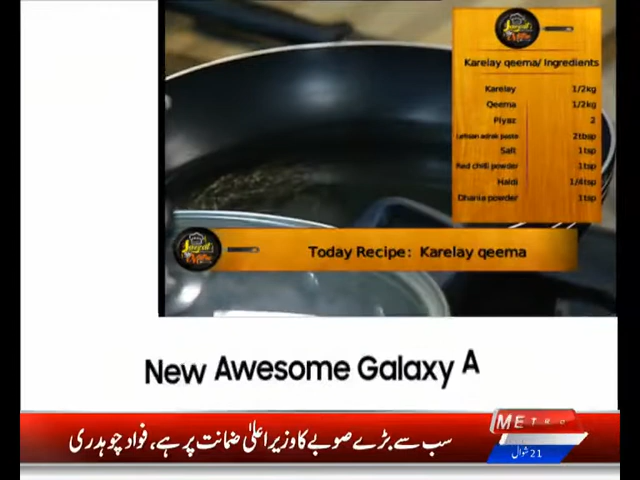 Karelay qeema/ Ingredients
Karelay 1/2kg
Qeema 1/2kg
Piyaz 2
Lehsan adrak paste 2tbsp
Salt 1tsp
Red chilli powder 1tsp
Haldi 1/4tsp
Dhania powder 1tsp
Today Recipe: Karelay qeema
New Awesome Galaxy A
سب سے بڑے صوبے کا وزیراعلیٰ ضمانت پر ہے، فواد چوہدری
METRO
21 شوال